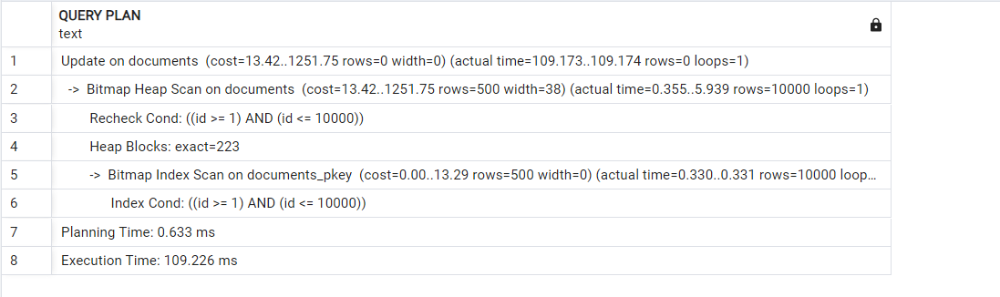 QUERY PLAN
text
1 Update on documents (cost=13.42..1251.75 rows=0 width=0) (actual time=109.173..109.174 rows=0 loops=1)
2 -> Bitmap Heap Scan on documents (cost=13.42..1251.75 rows=500 width=38) (actual time=0.355..5.939 rows=10000 loops=1)
3 Recheck Cond: ((id >= 1) AND (id <= 10000))
4 Heap Blocks: exact=223
5 -> Bitmap Index Scan on documents_pkey (cost=0.00..13.29 rows=500 width=0) (actual time=0.330..0.331 rows=10000 loop...
6 Index Cond: ((id >= 1) AND (id <= 10000))
7 Planning Time: 0.633 ms
8 Execution Time: 109.226 ms